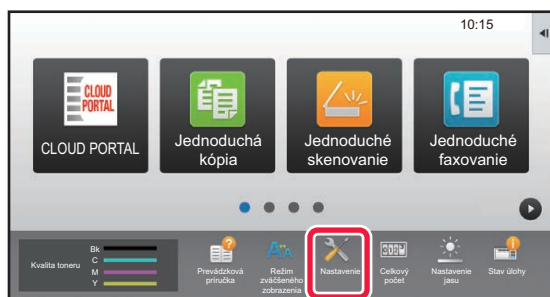 10:15
CLOUD
PORTAL
CLOUD PORTAL
Jednoduchá
kópia
Jednoduché
skenovanie
Jednoduché
faxovanie
Kvalita toneru
Bk
C
M
Y
Prevádzková
príručka
Režim
zväčšeného
zobrazenia
Nastavenie
Celkový
počet
Nastavenie
jasu
Stav úlohy